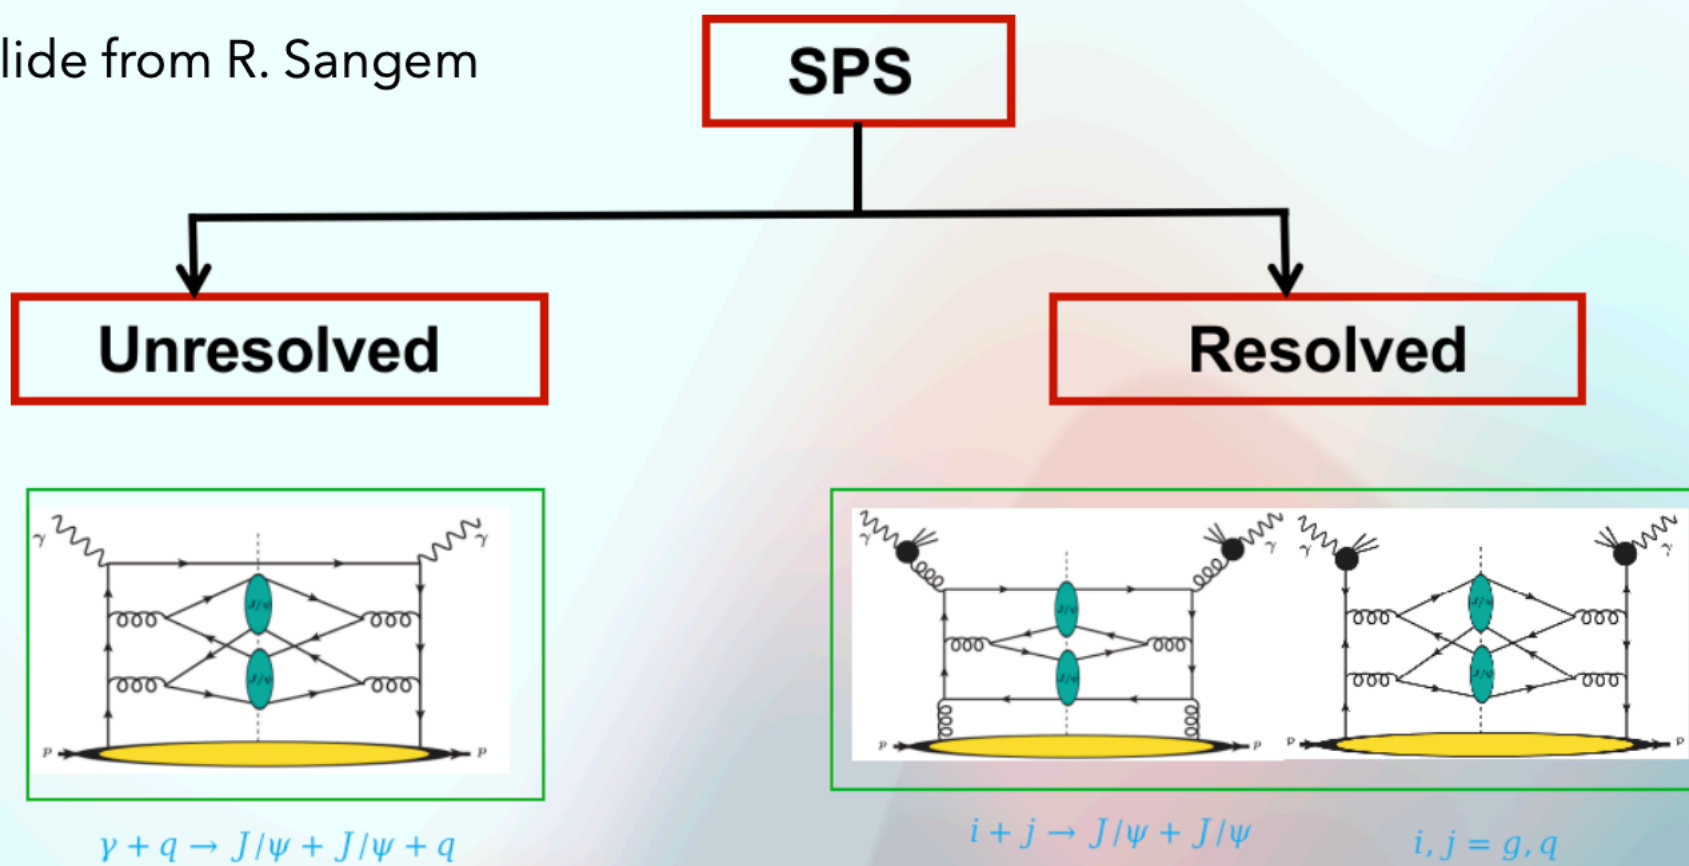 lide from R. Sangem
SPS
Unresolved
Resolved
γ γ
J/ψ
J/ψ
P P
γ γ
J/ψ
J/ψ
P P
γ γ
J/ψ
J/ψ
P P
γ + q → J/ψ + J/ψ + q
i + j → J/ψ + J/ψ
i, j = g, q